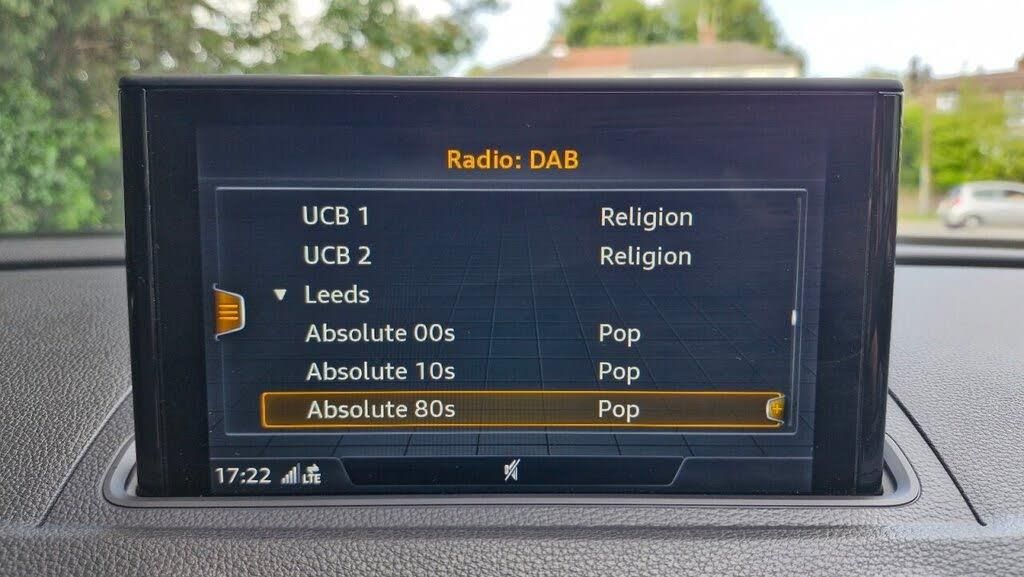 Radio: DAB
UCB 1 Religion
UCB 2 Religion
Leeds
Absolute 00s Pop
Absolute 10s Pop
Absolute 80s Pop
17:22 LTE